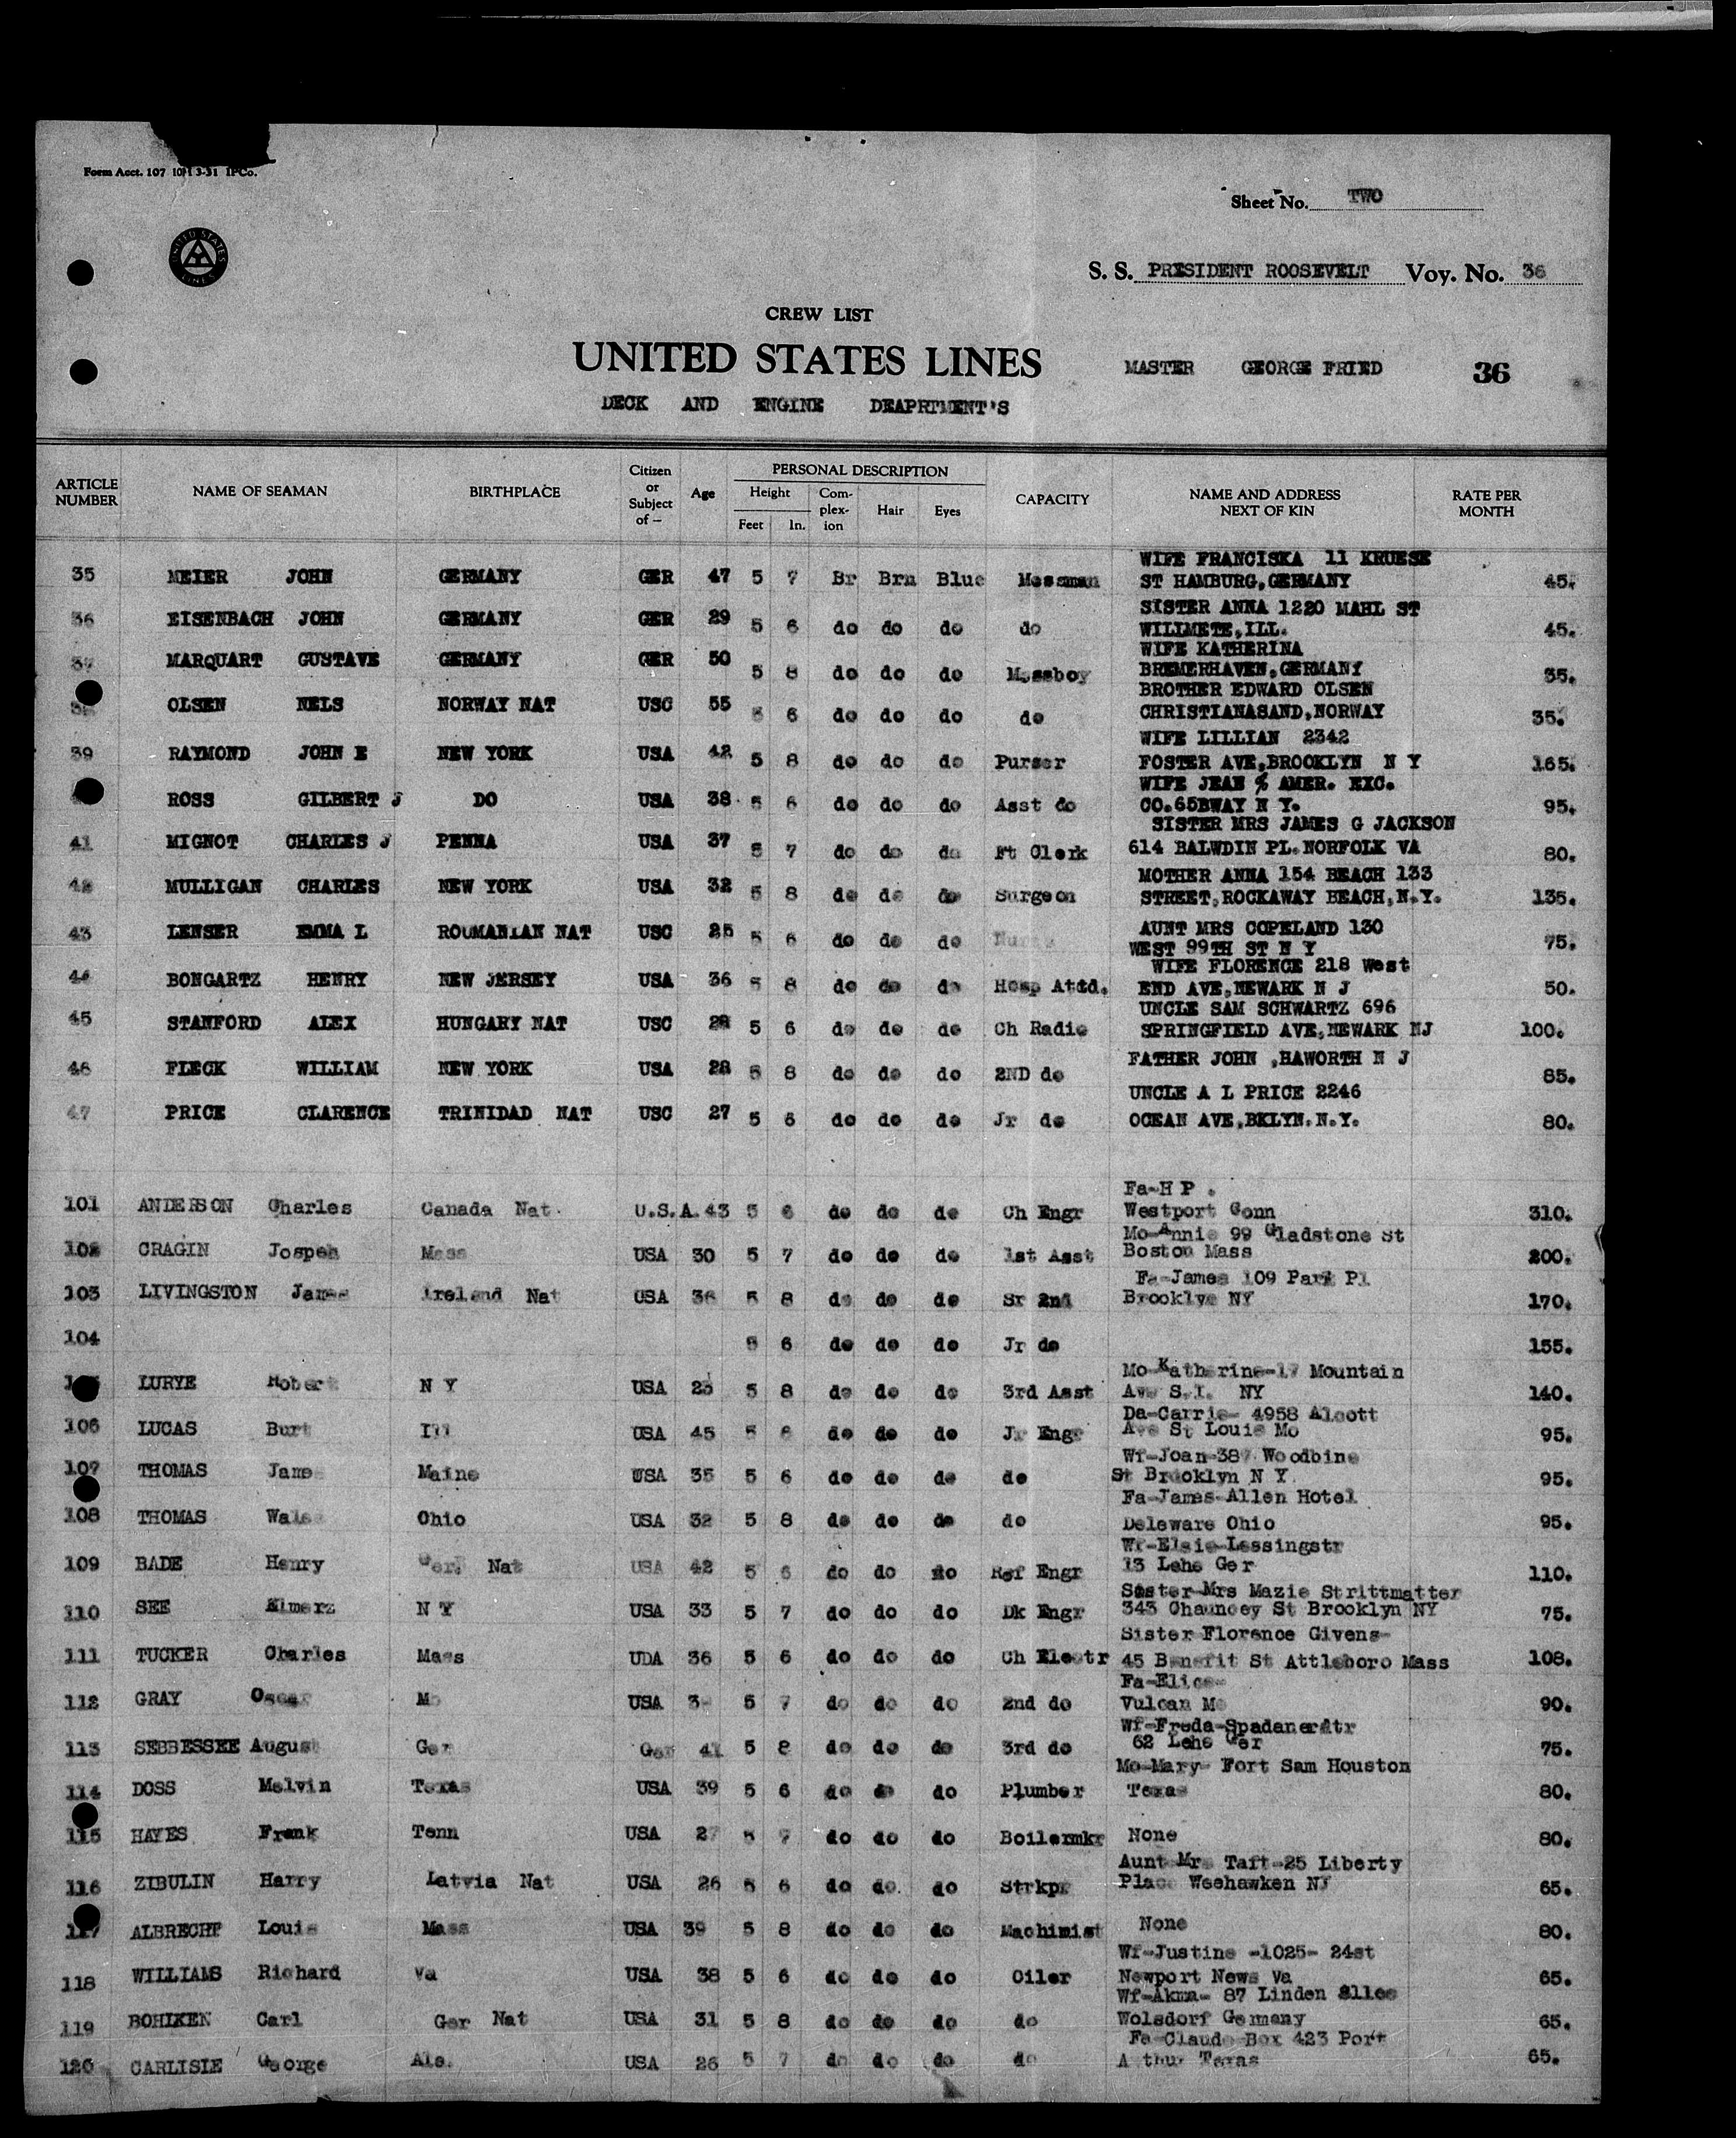 Form Acct. 107 10M 3-31 IPCo.
Sheet No. TWO
UNITED STATES LINES
S. S. PRESIDENT ROOSEVELT Voy. No. 36
CREW LIST
UNITED STATES LINES MASTER GEORGE FRIED 36
DECK AND ENGINE DEAPRTMENT'S
ARTICLE NUMBER NAME OF SEAMAN BIRTHPLACE Citizen or Subject of — Age PERSONAL DESCRIPTION Height Feet In. Com-plex-ion Hair Eyes CAPACITY NAME AND ADDRESS NEXT OF KIN RATE PER MONTH
WIFE FRANCISKA 11 KRUESE
35 MEIER JOHN GERMANY GER 47 5 7 Br Brn Blue Messman ST HAMBURG,GERMANY 45.
SISTER ANNA 1220 MAHL ST
36 EISENBACH JOHN GERMANY GER 29 5 6 do do do do WILLMETE,ILL. 45.
WIFE KATHERINA
37 MARQUART GUSTAVE GERMANY GER 50 5 8 do do do Messboy BREMERHAVEN,GERMANY 35.
BROTHER EDWARD OLSEN
OLSEN NELS NORWAY NAT USC 55 6 do do do do CHRISTIANASAND,NORWAY 35.
WIFE LILLIAN 2342
39 RAYMOND JOHN E NEW YORK USA 42 5 8 do do do Purser FOSTER AVE,BROOKLYN N Y 165.
WIFE JEAN % AMER. EXC.
ROSS GILBERT J DO USA 38 5 6 do do do Asst do CO.65BWAY N Y. 95.
SISTER MRS JAMES G JACKSON
41 MIGNOT CHARLES J PENNA USA 37 5 7 do do do Ft Clerk 614 BALWDIN PL.NORFOLK VA 80.
MOTHER ANNA 154 BEACH 133
42 MULLIGAN CHARLES NEW YORK USA 32 5 8 do do do Surgeon STREET,ROCKAWAY BEACH,N.Y. 135.
AUNT MRS COPELAND 130
43 LENSER EMMA L ROUMANIAN NAT USC 25 5 6 do do do Nurse WEST 99TH ST N Y 75.
WIFE FLORENCE 218 West
44 BONGARTZ HENRY NEW JERSEY USA 36 5 8 do do do Hosp Attd. END AVE,NEWARK N J 50.
UNCLE SAM SCHWARTZ 696
45 STANFORD ALEX HUNGARY NAT USC 28 5 6 do do do Ch Radio SPRINGFIELD AVE,NEWARK NJ 100.
FATHER JOHN ,HAWORTH N J
46 FLECK WILLIAM NEW YORK USA 28 5 8 do do do 2ND do 85.
UNCLE A L PRICE 2246
47 PRICE CLARENCE TRINIDAD NAT USC 27 5 6 do do do Jr do OCEAN AVE,BKLYN.N.Y. 80.
Fa-H P .
101 ANDERSON Charles Canada Nat. U.S.A. 43 5 6 do do do Ch Engr Westport Conn 310.
Mo-Annie 99 Gladstone St
102 CRAGIN Jospeh Mass USA 30 5 7 do do do 1st Asst Boston Mass 200.
Fa-James 109 Park Pl
103 LIVINGSTON James Ireland Nat USA 36 5 8 do do do Sr 2nd Brooklye NY 170.
104 5 6 do do do Jr do 155.
Mo-Katherine-17 Mountain
LURYE Robert N Y USA 23 5 8 do do do 3rd Asst Ave S.I. NY 140.
Da-Carrie- 4958 Alcott
106 LUCAS Burt Ill USA 45 5 6 do do do Jr Engr Ave St Louis Mo 95.
Wf-Joan-387 Woodbine
107 THOMAS James Maine USA 35 5 6 do do do do St Brooklyn N Y 95.
Fa-James-Allen Hotel
108 THOMAS USA Ohio 32 5 8 do do do do Deleware Ohio 95.
Wf-Elsie-Lessingstr
109 BADE Henry Ger. Nat USA 42 5 6 do do do Ref Engr 13 Lehe Ger 110.
Sister-Mrs Mazie Strittmatter
110 SEE Almerz N Y USA 33 5 7 do do do Dk Engr 343 Chauncey St Brooklyn NY 75.
Sister-Florence Givens-
111 TUCKER Charles Mass UDA 36 5 6 do do do Ch Electr 45 Benefit St Attleboro Mass 108.
Fa-Elice-
112 GRAY Oscar Mo USA 5 7 do do do 2nd do Vulcan Mo 90.
Wf-Freda-Spadanerstr
113 SEBBESSEE August Ger Ger 41 5 8 do do do 3rd do 62 Lehe Ger 75.
Mo-Mary- Fort Sam Houston
114 DOSS Melvin Texas USA 39 5 6 do do do Plumber Texas 80.
115 HAYES Frank Tenn USA 27 5 7 do do do Boilermkr None 80.
Aunt-Mrs Taft-25 Liberty
116 ZIBULIN Harry Latvia Nat USA 26 5 6 do do do Strkpr Place Weehawken NJ 65.
117 ALBRECHT Louis Mass USA 39 5 8 do do do Machimist None 80.
Wf-Justine -1025- 24st
118 WILLIAMS Richard Va USA 38 5 6 do do do Oiler Newport News Va 65.
Wf-Akma- 87 Linden Allee
119 BOHIKEN Carl Ger Nat USA 31 5 8 do do do do Wolsdorf Germany 65.
Fa-Claude-Box 423 Port
120 CARLISIE George Ala. USA 26 5 7 do do do do Arthur Texas 65.